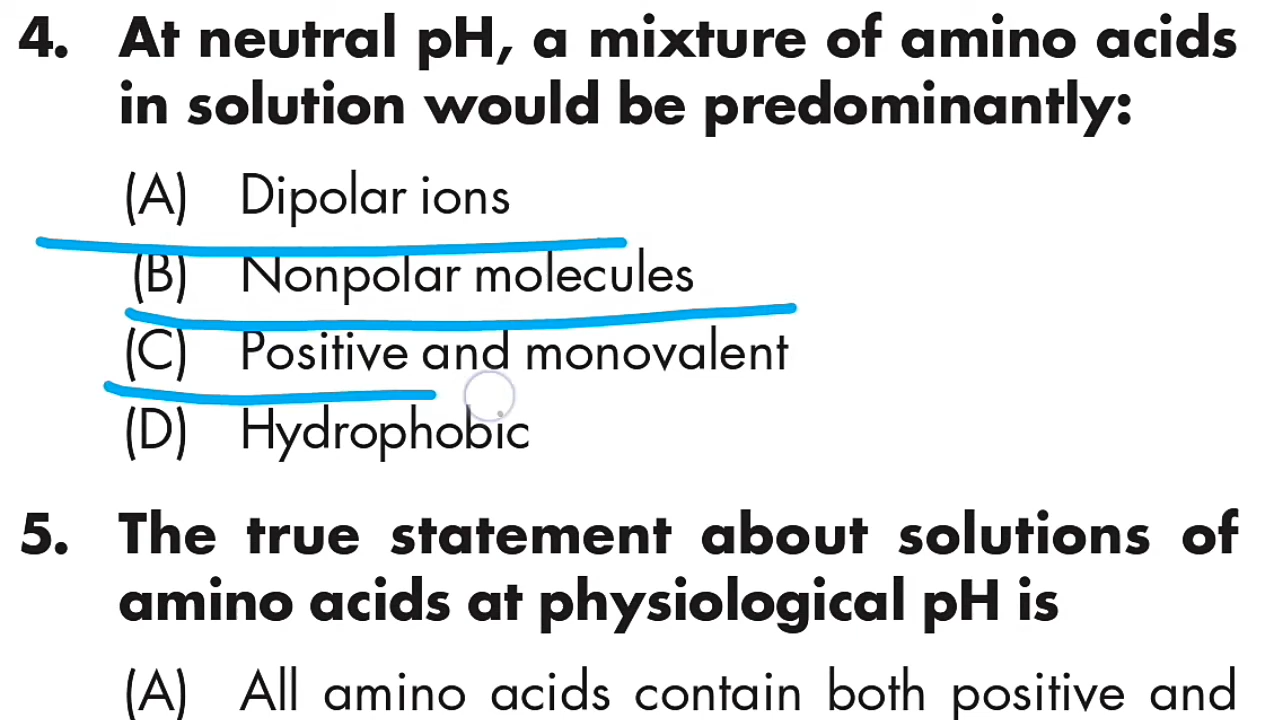 4. At neutral pH, a mixture of amino acids
in solution would be predominantly:
(A) Dipolar ions
(B) Nonpolar molecules
(C) Positive and monovalent
(D) Hydrophobic
5. The true statement about solutions of
amino acids at physiological pH is
(A) All amino acids contain both positive and